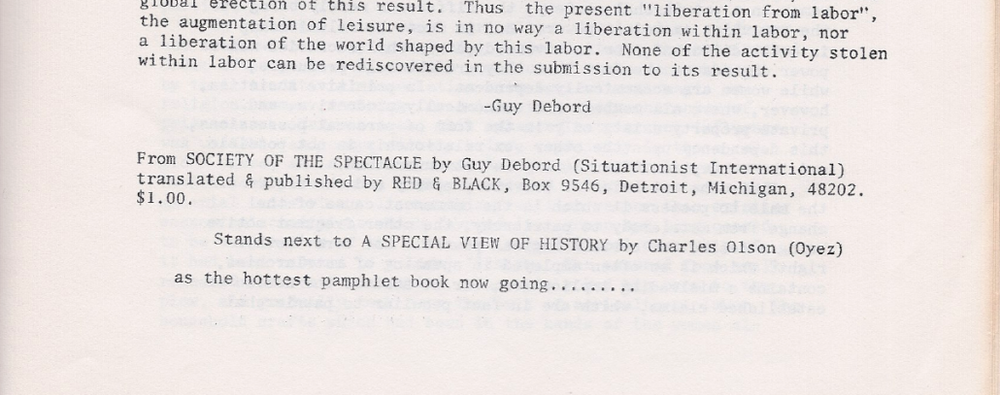 global erection of this result. Thus the present "liberation from labor",
the augmentation of leisure, is in no way a liberation within labor, nor
a liberation of the world shaped by this labor. None of the activity stolen
within labor can be rediscovered in the submission to its result.
-Guy Debord
From SOCIETY OF THE SPECTACLE by Guy Debord (Situationist International)
translated & published by RED & BLACK, Box 9546, Detroit, Michigan, 48202.
$1.00.
Stands next to A SPECIAL VIEW OF HISTORY by Charles Olson (Oyez)
as the hottest pamphlet book now going.........